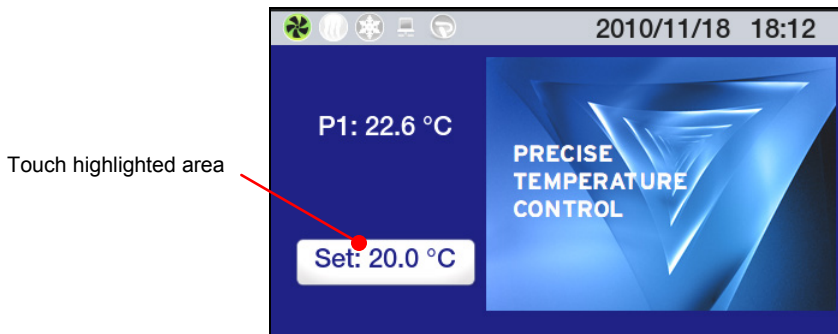 2010/11/18 18:12
P1: 22.6 °C
PRECISE
TEMPERATURE
CONTROL
Touch highlighted area
Set: 20.0 °C